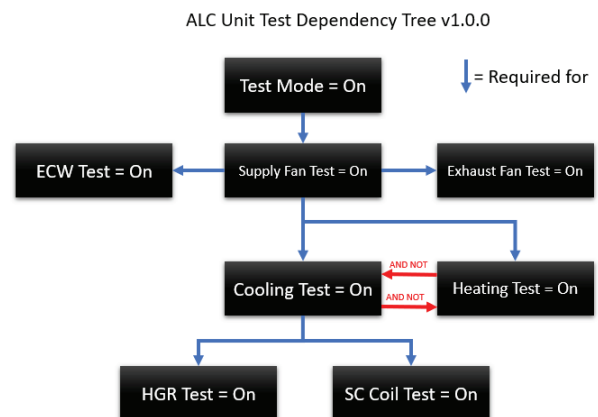 ALC Unit Test Dependency Tree v1.0.0
Test Mode = On
= Required for
ECW Test = On
Supply Fan Test = On
Exhaust Fan Test = On
AND NOT
Cooling Test = On
Heating Test = On
AND NOT
HGR Test = On
SC Coil Test = On